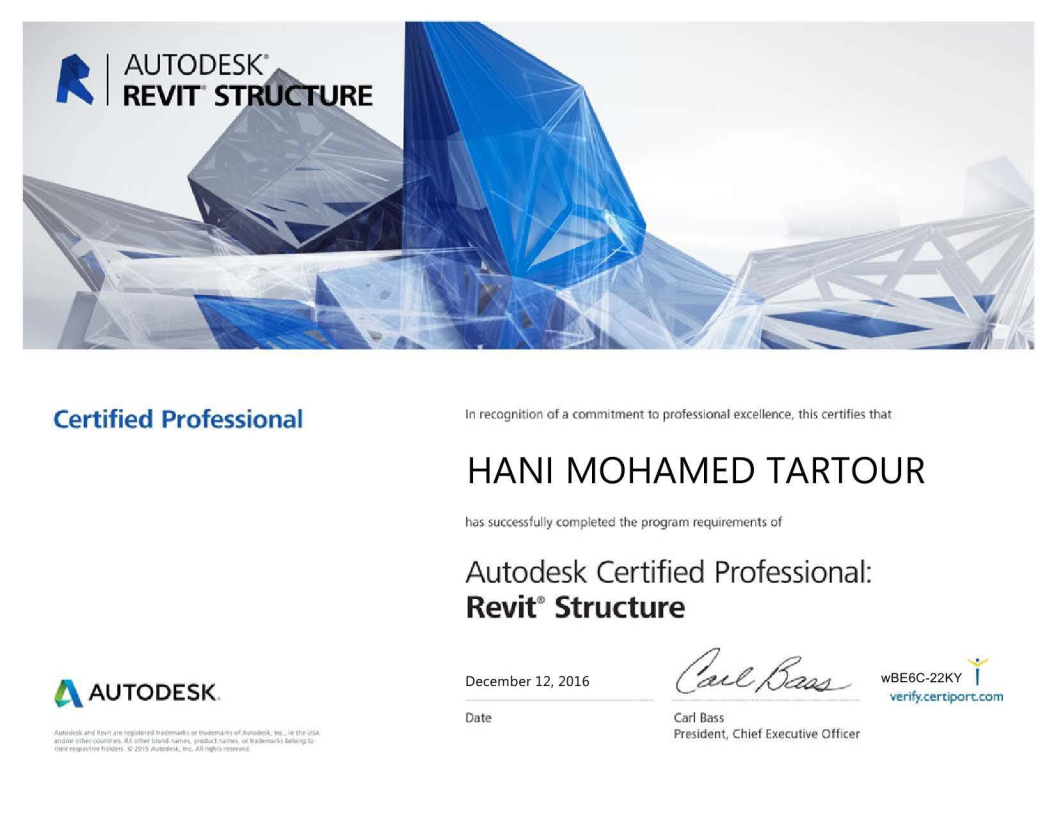 AUTODESK®
REVIT® STRUCTURE
Certified Professional
In recognition of a commitment to professional excellence, this certifies that
HANI MOHAMED TARTOUR
has successfully completed the program requirements of
Autodesk Certified Professional:
Revit® Structure
December 12, 2016
Date
Carl Bass
Carl Bass
President, Chief Executive Officer
wBE6C-22KY
verify.certiport.com
AUTODESK.
Autodesk and Revit are registered trademarks or trademarks of Autodesk, Inc., in the USA
and/or other countries. All other brand names, product names, or trademarks belong to
their respective holders. © 2015 Autodesk, Inc. All rights reserved.